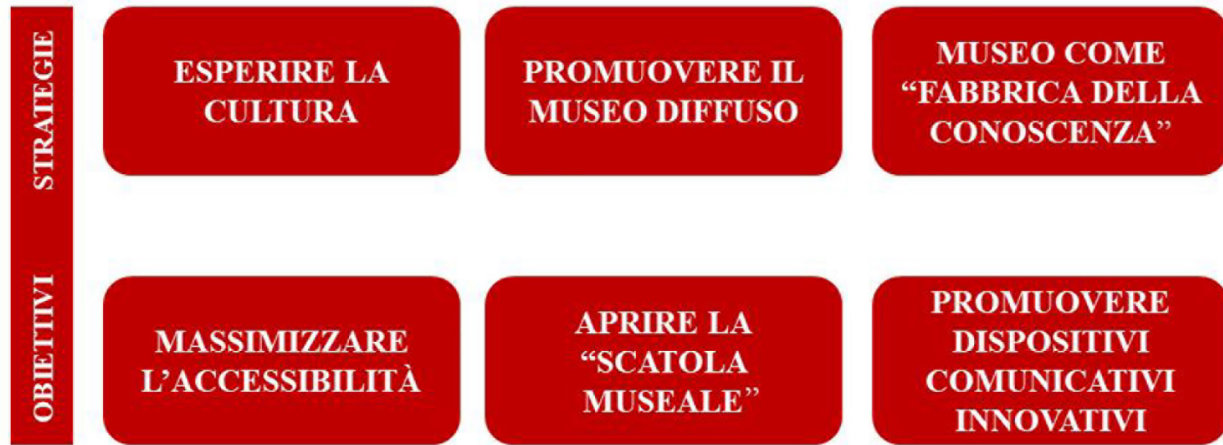 STRATEGIE
ESPERIRE LA
CULTURA
PROMUOVERE IL
MUSEO DIFFUSO
MUSEO COME
“FABBRICA DELLA
CONOSCENZA”
OBIETTIVI
MASSIMIZZARE
L’ACCESSIBILITÀ
APRIRE LA
“SCATOLA
MUSEALE”
PROMUOVERE
DISPOSITIVI
COMUNICATIVI
INNOVATIVI